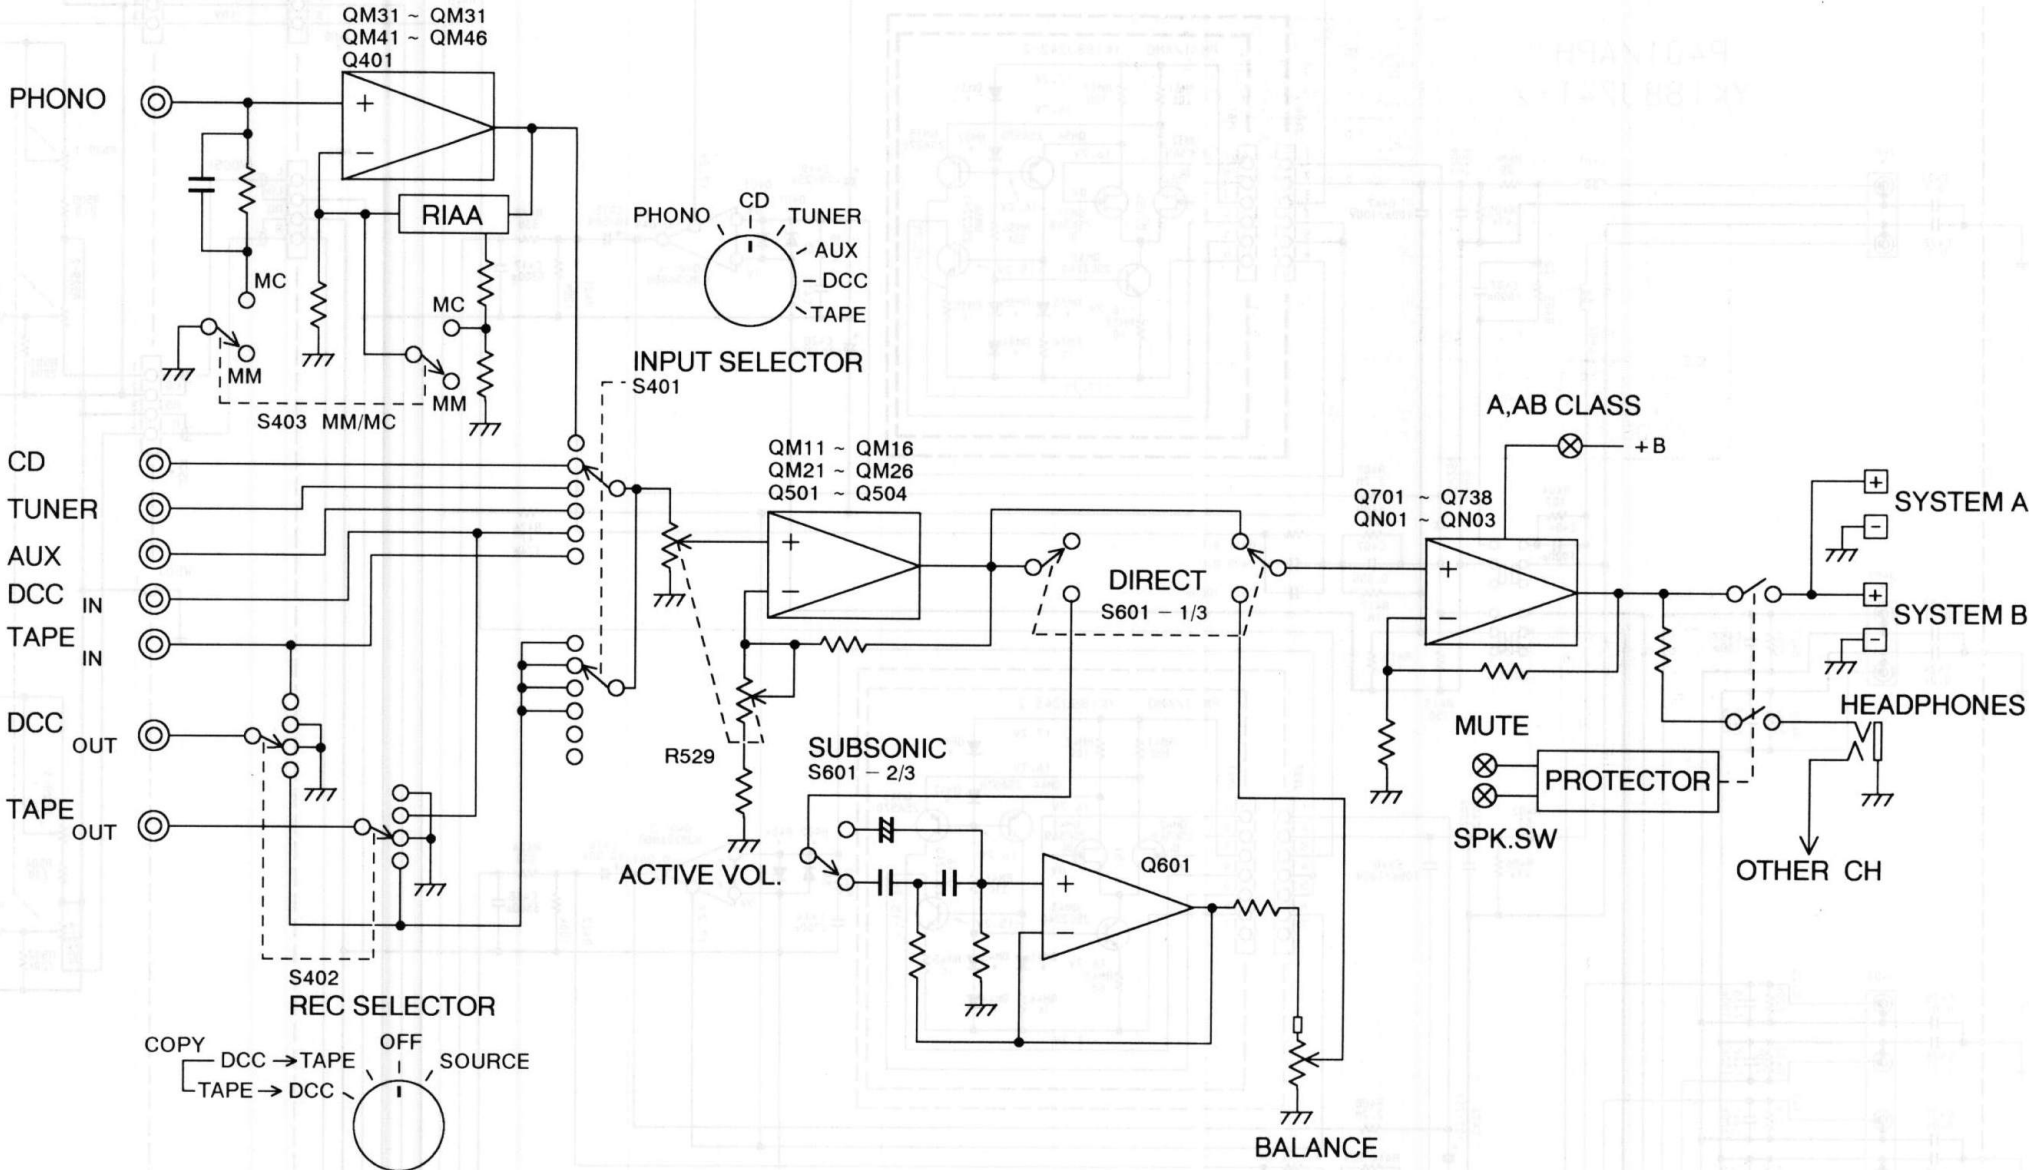 QM31 ~ QM31
QM41 ~ QM46
Q401
PHONO
+
−
RIAA
MC
MC
MM
MM
S403 MM/MC
PHONO
CD
TUNER
AUX
DCC
TAPE
INPUT SELECTOR
S401
CD
TUNER
AUX
DCC IN
TAPE IN
DCC OUT
TAPE OUT
S402
REC SELECTOR
COPY
DCC → TAPE
TAPE → DCC
OFF
SOURCE
QM11 ~ QM16
QM21 ~ QM26
Q501 ~ Q504
+
−
R529
ACTIVE VOL.
DIRECT
S601 − 1/3
SUBSONIC
S601 − 2/3
Q601
+
−
BALANCE
A,AB CLASS
+B
Q701 ~ Q738
QN01 ~ QN03
+
−
+
SYSTEM A
−
+
SYSTEM B
−
HEADPHONES
MUTE
PROTECTOR
SPK.SW
OTHER CH